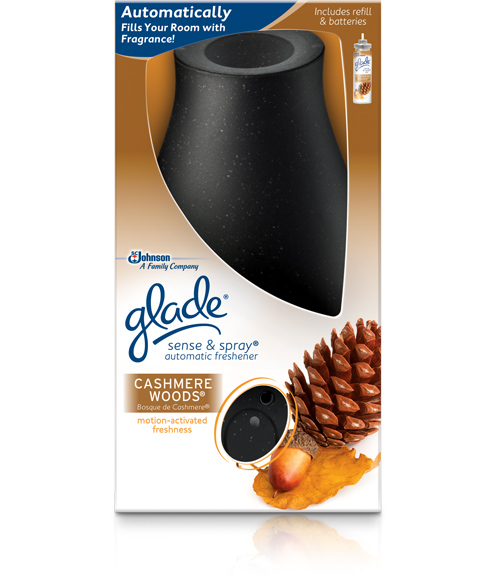 Automatically
Fills Your Room with
Fragrance!
Includes refill
& batteries
glade
SC
Johnson
A Family Company
glade®
sense & spray®
automatic freshener
CASHMERE
WOODS®
Bosque de Cashmere®
motion-activated
freshness